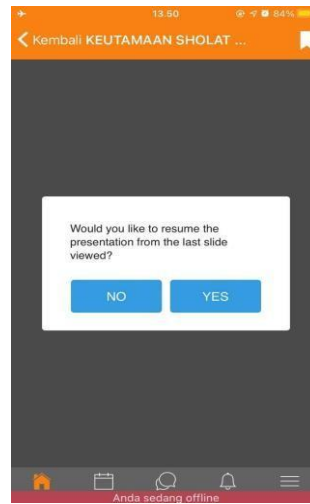 13.50 84%
Kembali KEUTAMAAN SHOLAT ...
Would you like to resume the
presentation from the last slide
viewed?
NO YES
Anda sedang offline